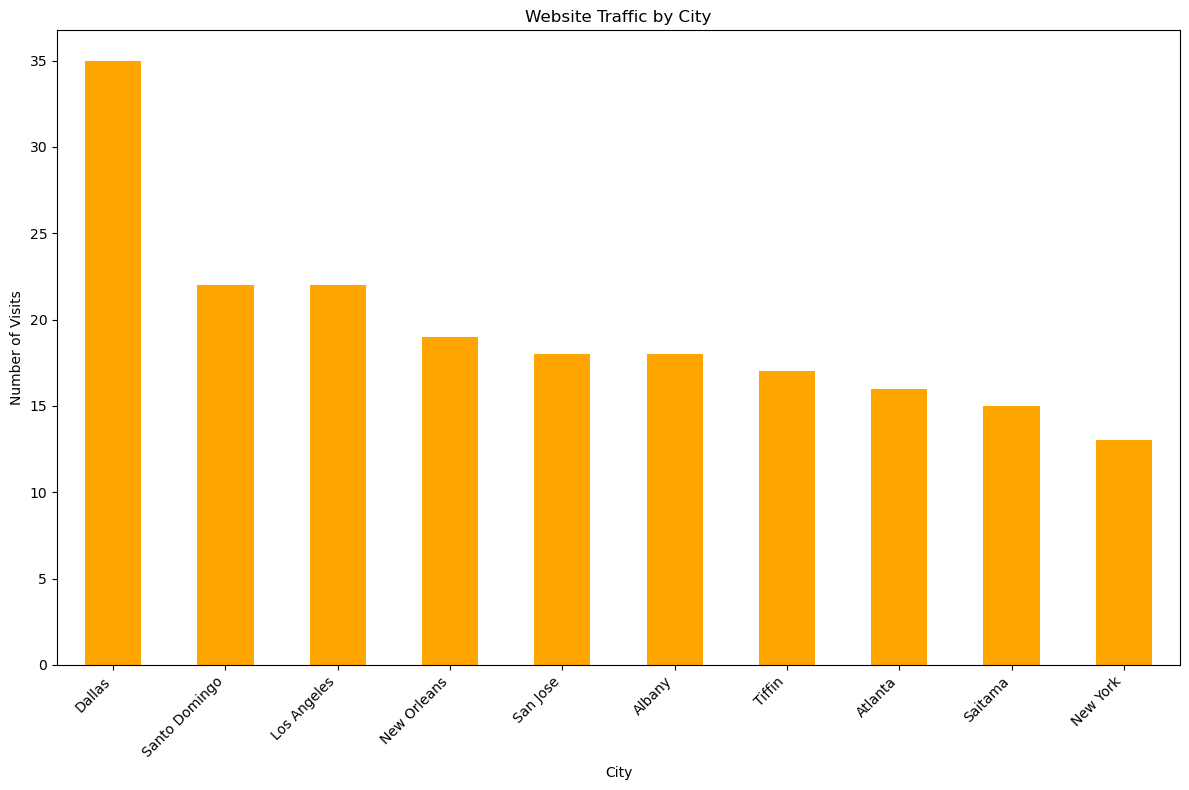 Website Traffic by City
Number of Visits
35
30
25
20
15
10
5
0
Dallas
Santo Domingo
Los Angeles
New Orleans
San Jose
Albany
Tiffin
Atlanta
Saitama
New York
City